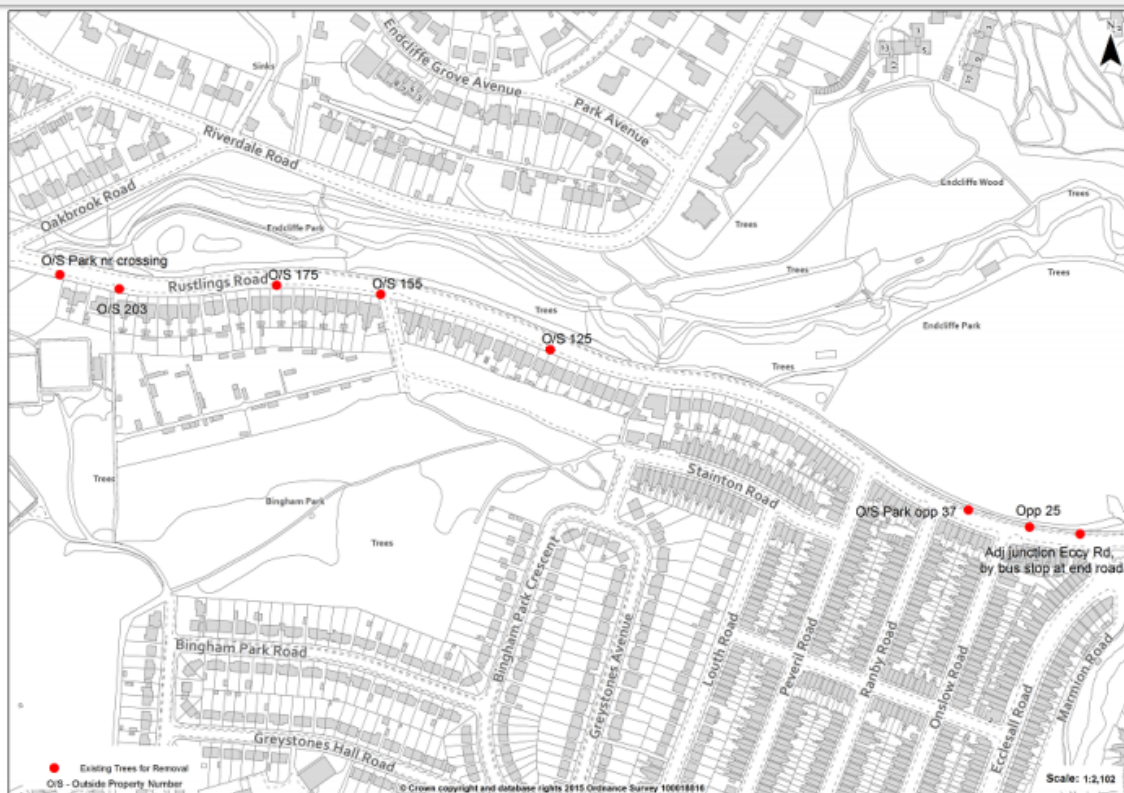 Endcliffe Grove Avenue
Park Avenue
Sinks
Riverdale Road
Oakbrook Road
Endcliffe Park
Endcliffe Wood
Trees
Trees
Trees
Trees
O/S Park nr crossing
O/S 203
Rustlings Road
O/S 175
O/S 155
O/S 125
Trees
Endcliffe Park
Trees
Trees
Bingham Park
Trees
Stainton Road
O/S Park opp 37
Opp 25
Adj junction Eccy Rd,
by bus stop at end road
Bingham Park Crescent
Greystones Avenue
Louth Road
Peveril Road
Ranby Road
Onslow Road
Ecclesall Road
Marmion Road
Bingham Park Road
Greystones Hall Road
Existing Trees for Removal
O/S - Outside Property Number
© Crown copyright and database rights 2015 Ordnance Survey 100018816
Scale: 1:2,102